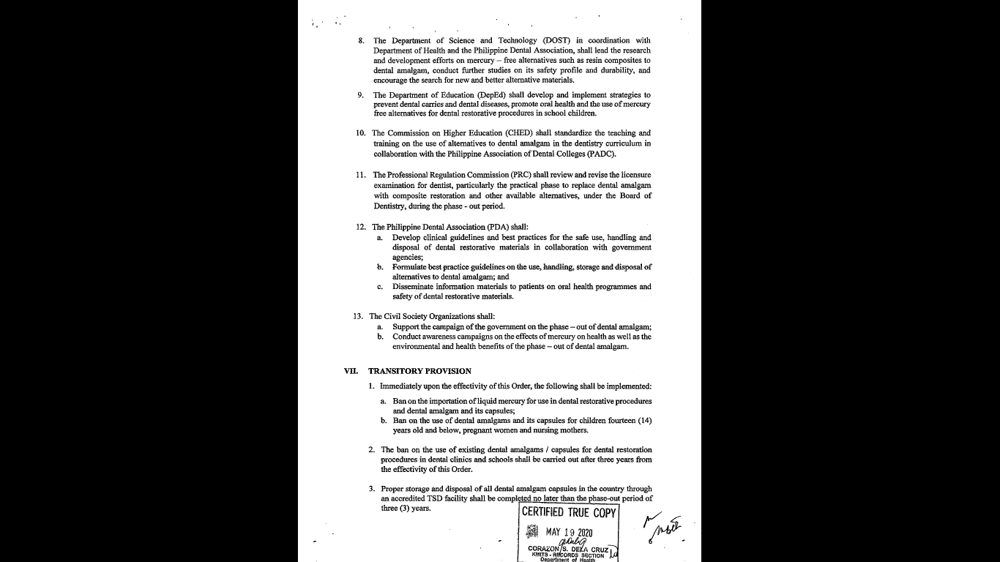 8. The Department of Science and Technology (DOST) in coordination with
Department of Health and the Philippine Dental Association, shall lead the research
and development efforts on mercury – free alternatives such as resin composites to
dental amalgam, conduct further studies on its safety profile and durability, and
encourage the search for new and better alternative materials.
9. The Department of Education (DepEd) shall develop and implement strategies to
prevent dental carries and dental diseases, promote oral health and the use of mercury
free alternatives for dental restorative procedures in school children.
10. The Commission on Higher Education (CHED) shall standardize the teaching and
training on the use of alternatives to dental amalgam in the dentistry curriculum in
collaboration with the Philippine Association of Dental Colleges (PADC).
11. The Professional Regulation Commission (PRC) shall review and revise the licensure
examination for dentist, particularly the practical phase to replace dental amalgam
with composite restoration and other available alternatives, under the Board of
Dentistry, during the phase - out period.
12. The Philippine Dental Association (PDA) shall:
a. Develop clinical guidelines and best practices for the safe use, handling and
disposal of dental restorative materials in collaboration with government
agencies;
b. Formulate best practice guidelines on the use, handling, storage and disposal of
alternatives to dental amalgam; and
c. Disseminate information materials to patients on oral health programmes and
safety of dental restorative materials.
13. The Civil Society Organizations shall:
a. Support the campaign of the government on the phase – out of dental amalgam;
b. Conduct awareness campaigns on the effects of mercury on health as well as the
environmental and health benefits of the phase – out of dental amalgam.
VII. TRANSITORY PROVISION
1. Immediately upon the effectivity of this Order, the following shall be implemented:
a. Ban on the importation of liquid mercury for use in dental restorative procedures
and dental amalgam and its capsules;
b. Ban on the use of dental amalgams and its capsules for children fourteen (14)
years old and below, pregnant women and nursing mothers.
2. The ban on the use of existing dental amalgams / capsules for dental restoration
procedures in dental clinics and schools shall be carried out after three years from
the effectivity of this Order.
3. Proper storage and disposal of all dental amalgam capsules in the country through
an accredited TSD facility shall be completed no later than the phase-out period of
three (3) years.
CERTIFIED TRUE COPY
MAY 19 2020
CORAZON S. DELA CRUZ
KMITS - RECORDS SECTION
Department of Health